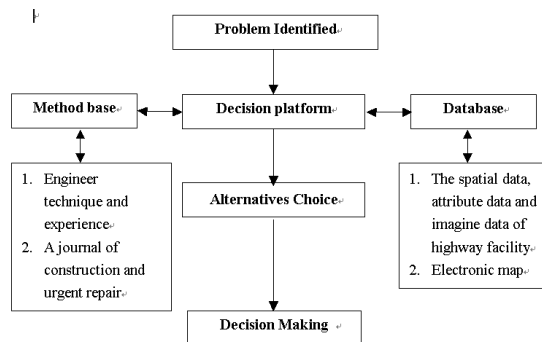 Problem Identified
Method base
Decision platform
Database
1. Engineer
technique and
experience
2. A journal of
construction and
urgent repair
Alternatives Choice
1. The spatial data,
attribute data and
imagine data of
highway facility
2. Electronic map
Decision Making